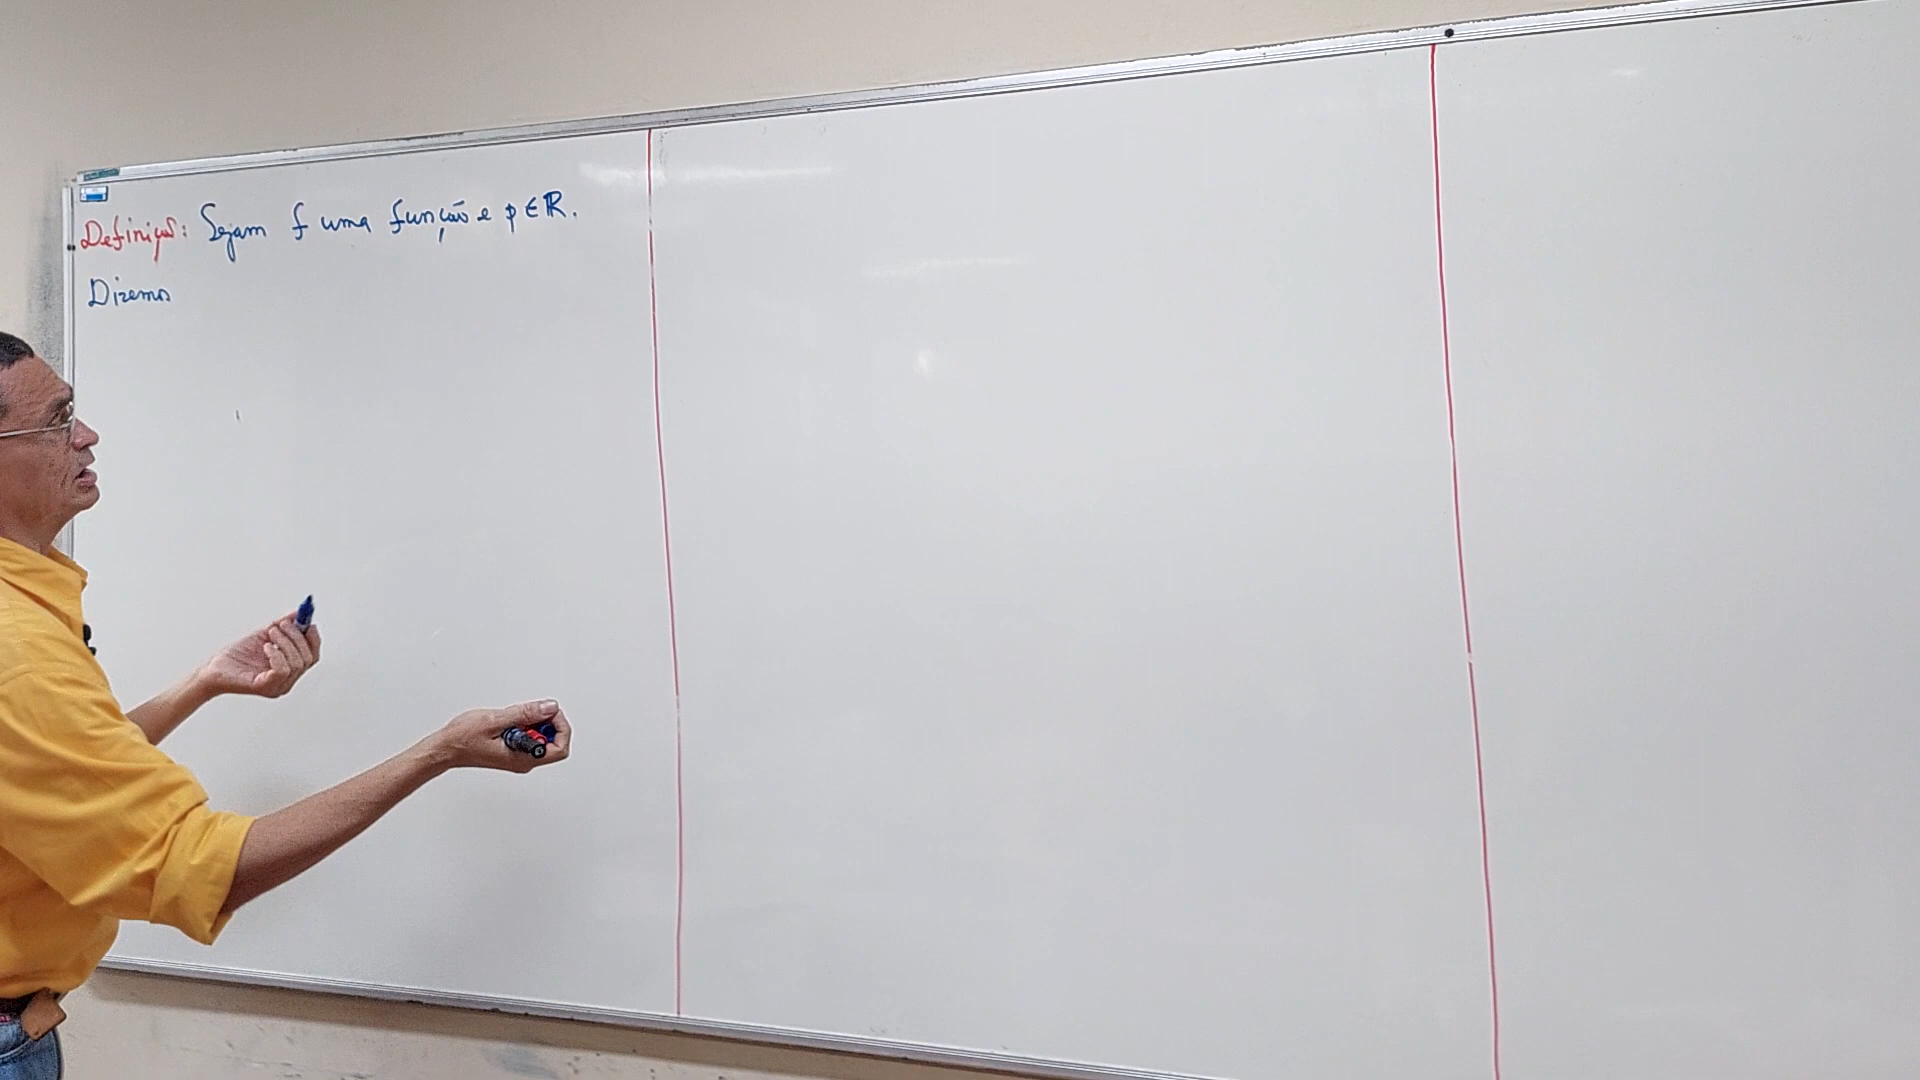 Definição: Sejam f uma função e p ∈ ℝ.
Dizemos